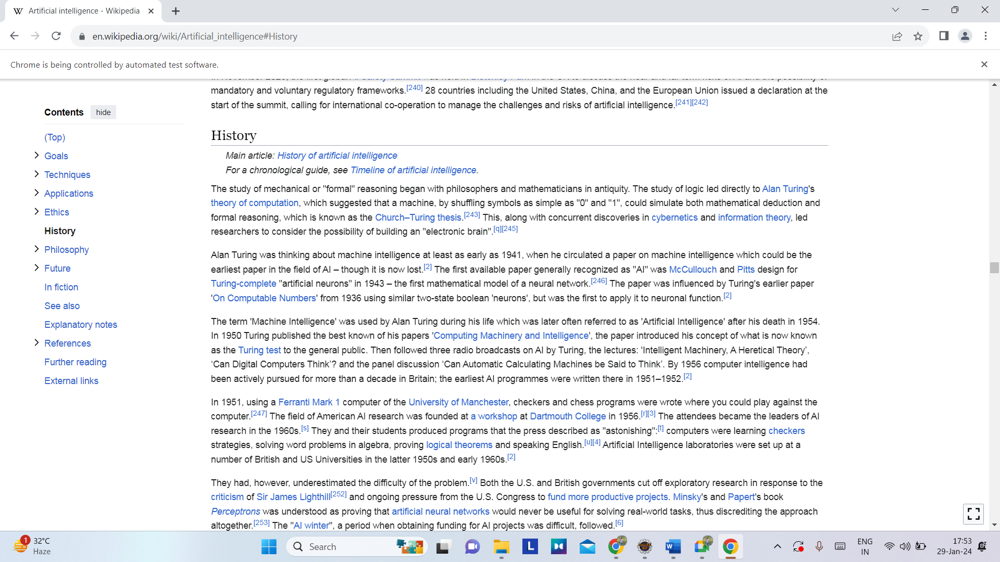 Artificial intelligence - Wikipedia
en.wikipedia.org/wiki/Artificial_intelligence#History
Chrome is being controlled by automated test software.
mandatory and voluntary regulatory frameworks.[240] 28 countries including the United States, China, and the European Union issued a declaration at the
start of the summit, calling for international co-operation to manage the challenges and risks of artificial intelligence.[241][242]
Contents hide
(Top)
Goals
Techniques
Applications
Ethics
History
Philosophy
Future
In fiction
See also
Explanatory notes
References
Further reading
External links
History
Main article: History of artificial intelligence
For a chronological guide, see Timeline of artificial intelligence.
The study of mechanical or "formal" reasoning began with philosophers and mathematicians in antiquity. The study of logic led directly to Alan Turing's
theory of computation, which suggested that a machine, by shuffling symbols as simple as "0" and "1", could simulate both mathematical deduction and
formal reasoning, which is known as the Church–Turing thesis.[243] This, along with concurrent discoveries in cybernetics and information theory, led
researchers to consider the possibility of building an "electronic brain".[q][245]
Alan Turing was thinking about machine intelligence at least as early as 1941, when he circulated a paper on machine intelligence which could be the
earliest paper in the field of AI – though it is now lost.[2] The first available paper generally recognized as "AI" was McCullouch and Pitts design for
Turing-complete "artificial neurons" in 1943 – the first mathematical model of a neural network.[246] The paper was influenced by Turing's earlier paper
'On Computable Numbers' from 1936 using similar two-state boolean 'neurons', but was the first to apply it to neuronal function.[2]
The term 'Machine Intelligence' was used by Alan Turing during his life which was later often referred to as 'Artificial Intelligence' after his death in 1954.
In 1950 Turing published the best known of his papers 'Computing Machinery and Intelligence', the paper introduced his concept of what is now known
as the Turing test to the general public. Then followed three radio broadcasts on AI by Turing, the lectures: 'Intelligent Machinery, A Heretical Theory’,
‘Can Digital Computers Think’? and the panel discussion ‘Can Automatic Calculating Machines be Said to Think’. By 1956 computer intelligence had
been actively pursued for more than a decade in Britain; the earliest AI programmes were written there in 1951–1952.[2]
In 1951, using a Ferranti Mark 1 computer of the University of Manchester, checkers and chess programs were wrote where you could play against the
computer.[247] The field of American AI research was founded at a workshop at Dartmouth College in 1956.[r][3] The attendees became the leaders of AI
research in the 1960s.[s] They and their students produced programs that the press described as "astonishing":[t] computers were learning checkers
strategies, solving word problems in algebra, proving logical theorems and speaking English.[u][4] Artificial Intelligence laboratories were set up at a
number of British and US Universities in the latter 1950s and early 1960s.[2]
They had, however, underestimated the difficulty of the problem.[v] Both the U.S. and British governments cut off exploratory research in response to the
criticism of Sir James Lighthill[252] and ongoing pressure from the U.S. Congress to fund more productive projects. Minsky's and Papert's book
Perceptrons was understood as proving that artificial neural networks would never be useful for solving real-world tasks, thus discrediting the approach
altogether.[253] The "AI winter", a period when obtaining funding for AI projects was difficult, followed.[6]
1
32°C
Haze
Search
ENG
IN
17:53
29-Jan-24